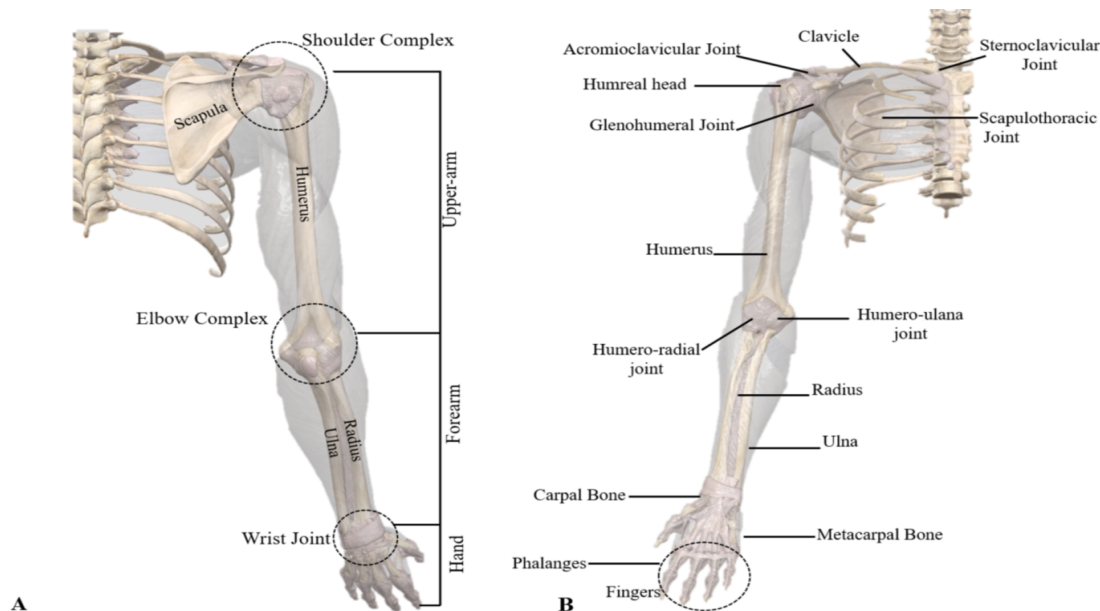 Shoulder Complex
Scapula
Humerus
Upper-arm
Elbow Complex
Forearm
Radius
Ulna
Wrist Joint
Hand
A
Clavicle
Acromioclavicular Joint
Sternoclavicular
Joint
Humreal head
Glenohumeral Joint
Scapulothoracic
Joint
Humerus
Humero-ulana
joint
Humero-radial
joint
Radius
Ulna
Carpal Bone
Metacarpal Bone
Phalanges
Fingers
B